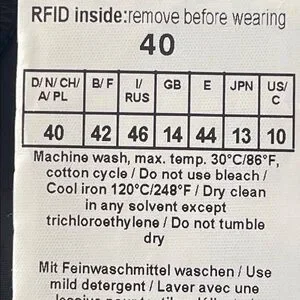 RFID inside:remove before wearing
40
D/ N/ CH/ A/ PL B/ F I/ RUS GB E JPN US/ C
40 42 46 14 44 13 10
Machine wash, max. temp. 30°C/86°F,
cotton cycle / Do not use bleach /
Cool iron 120°C/248°F / Dry clean
in any solvent except
trichloroethylene / Do not tumble
dry
Mit Feinwaschmittel waschen / Use
mild detergent / Laver avec une